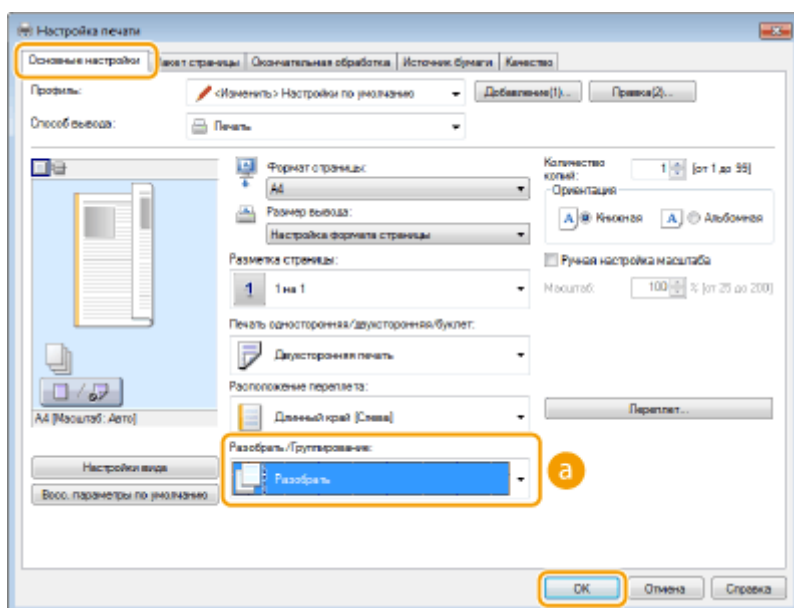 Настройка печати
Основные настройки Макет страницы Окончательная обработка Источник бумаги Качество
Профиль: <Изменить> Настройки по умолчанию Добавление(1)... Правка(2)...
Способ вывода: Печать
Формат страницы:
A4
Размер вывода:
Настройка формата страницы
Количество копий: 1 [от 1 до 99]
Ориентация
A Книжная A Альбомная
Разметка страницы:
1 1 на 1
Ручная настройка масштаба
Масштаб: 100 % [от 25 до 200]
Печать односторонняя/двухсторонняя/буклет:
Двухсторонняя печать
Расположение переплета:
Длинный край [Слева]
Переплет...
A4 [Масштаб: Авто]
Разобрать/Группирование:
Разобрать
a
Настройки вида
Восс. параметры по умолчанию
OK Отмена Справка